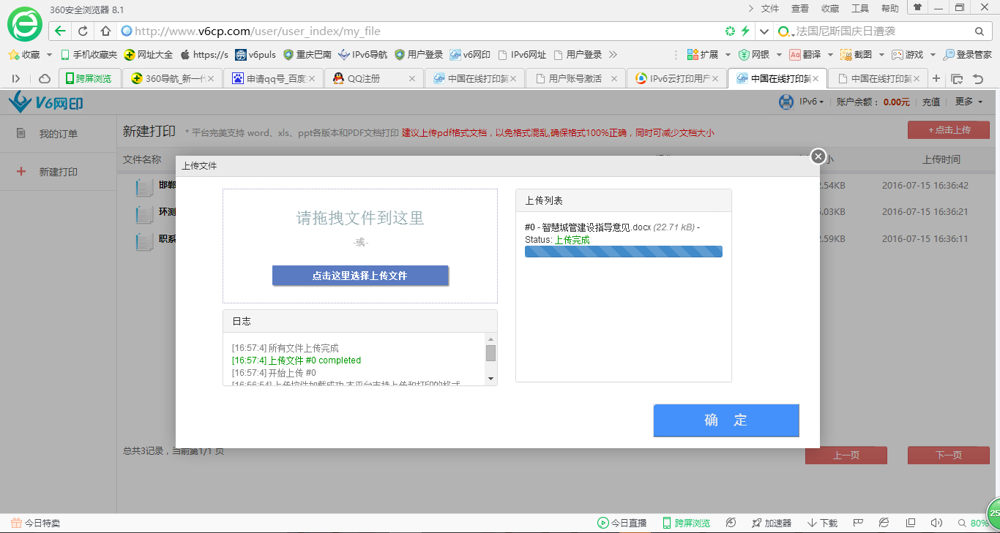 360安全浏览器 8.1
文件 查看 收藏 工具 帮助
http://www.v6cp.com/user/user_index/my_file
法国尼斯国庆日遭袭
收藏 手机收藏夹 网址大全 https://s v6puls 重庆巴南 IPv6导航 用户登录 v6网印 IPv6网址 用户登录 扩展 网银 翻译 截图 游戏 登录管家
跨屏浏览 360导航_新一代 申请qq号_百度 QQ注册 中国在线打印第 用户账号激活 IPv6云打印用户 中国在线打印第 中国在线打印第
V6网印
IPv6 账户余额: 0.00元 充值 更多
我的订单
新建打印
新建打印 * 平台完美支持 word、xls、ppt各版本和PDF文档打印 建议上传pdf格式文档，以免格式混乱,确保格式100%正确，同时可减少文档大小
+ 点击上传
文件名称 小 上传时间
邯郸 2.54KB 2016-07-15 16:36:42
环测 5.03KB 2016-07-15 16:36:21
职系 2.59KB 2016-07-15 16:36:11
上传文件
请拖拽文件到这里
-或-
点击这里选择上传文件
日志
[16:57:4] 所有文件上传完成
[16:57:4] 上传文件 #0 completed
[16:57:4] 开始上传 #0
[16:56:54] 上传控件加载成功,本平台支持上传和打印的格式
上传列表
#0 - 智慧城管建设指导意见.docx (22.71 kB) -
Status: 上传完成
确 定
总共3记录，当前第1/1 页
上一页 下一页
今日特卖
今日直播 跨屏浏览 加速器 下载 80%
25